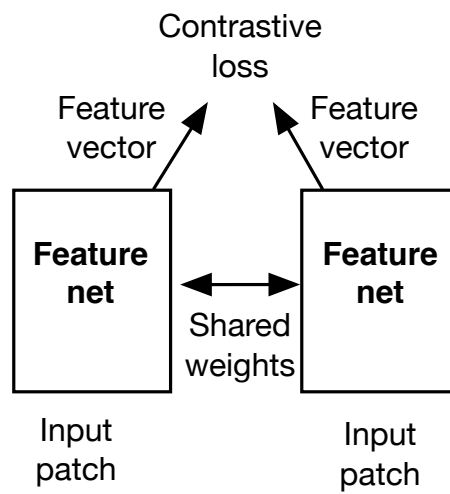 Contrastive
loss
Feature
vector
Feature
vector
Feature
net
Feature
net
Shared
weights
Input
patch
Input
patch